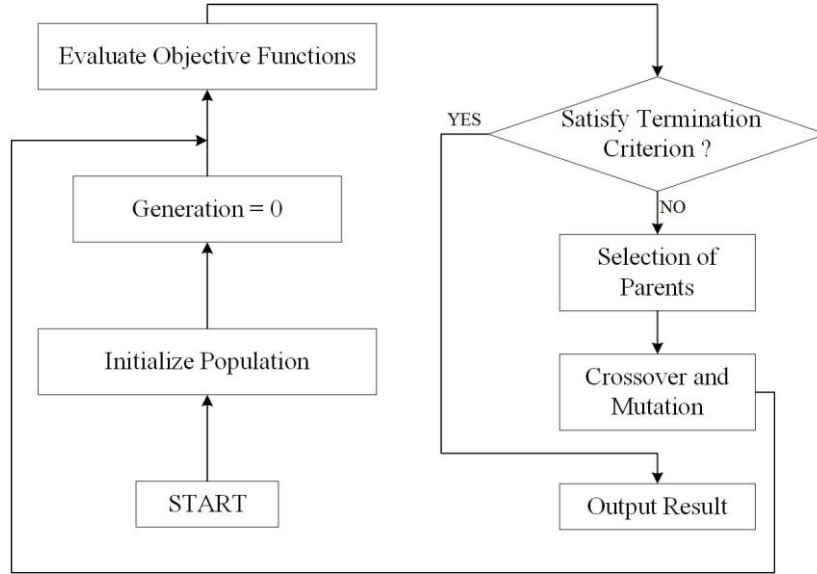 Evaluate Objective Functions
Generation = 0
Initialize Population
START
YES
Satisfy Termination
Criterion ?
NO
Selection of
Parents
Crossover and
Mutation
Output Result